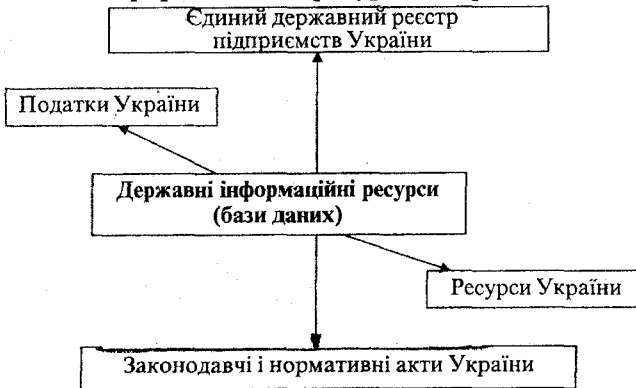 Єдиний державний реєстр
підприємств України
Податки України
Державні інформаційні ресурси
(бази даних)
Ресурси України
Законодавчі і нормативні акти України